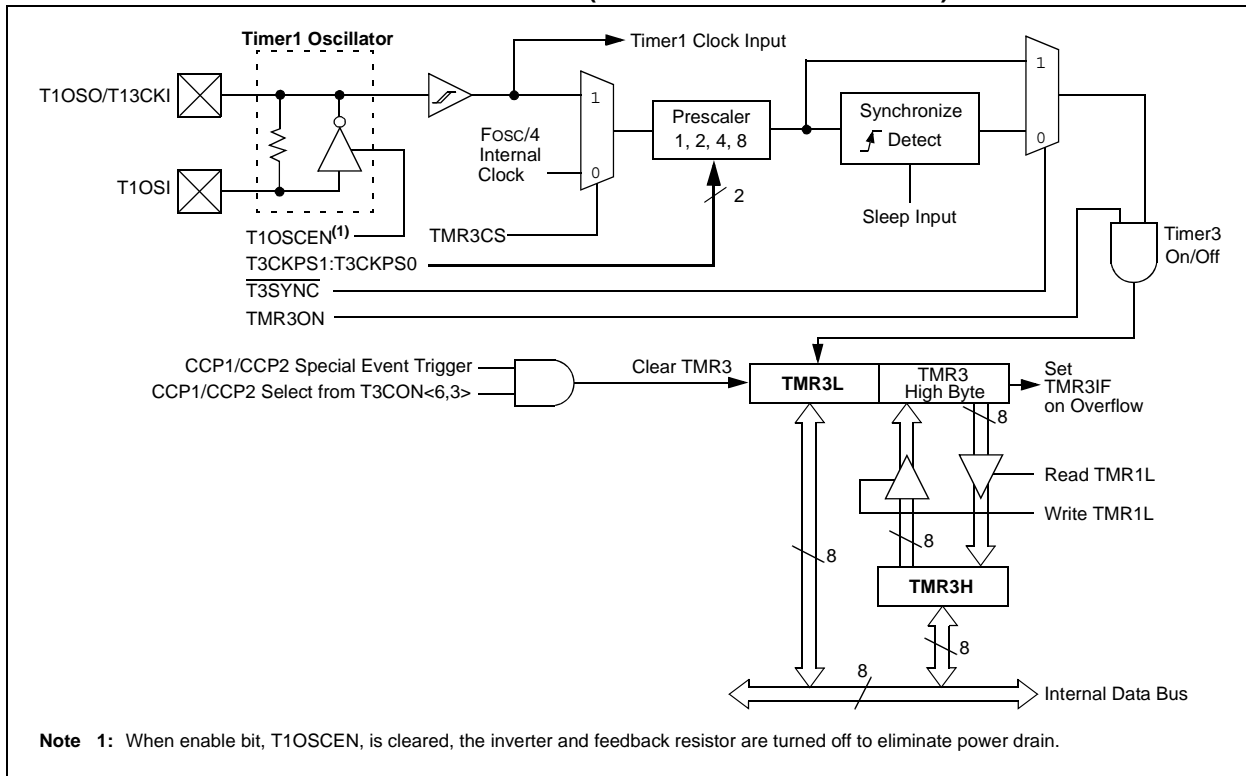 Timer1 Oscillator
Timer1 Clock Input
T1OSO/T13CKI
T1OSI
1
0
FOSC/4
Internal
Clock
Prescaler
1, 2, 4, 8
2
Synchronize
Detect
1
0
Sleep Input
T1OSCEN(1)
TMR3CS
T3CKPS1:T3CKPS0
T3SYNC
TMR3ON
Timer3
On/Off
CCP1/CCP2 Special Event Trigger
CCP1/CCP2 Select from T3CON<6,3>
Clear TMR3
TMR3L
TMR3
High Byte
Set
TMR3IF
on Overflow
8
Read TMR1L
Write TMR1L
8
8
TMR3H
8
8
Internal Data Bus
Note 1: When enable bit, T1OSCEN, is cleared, the inverter and feedback resistor are turned off to eliminate power drain.